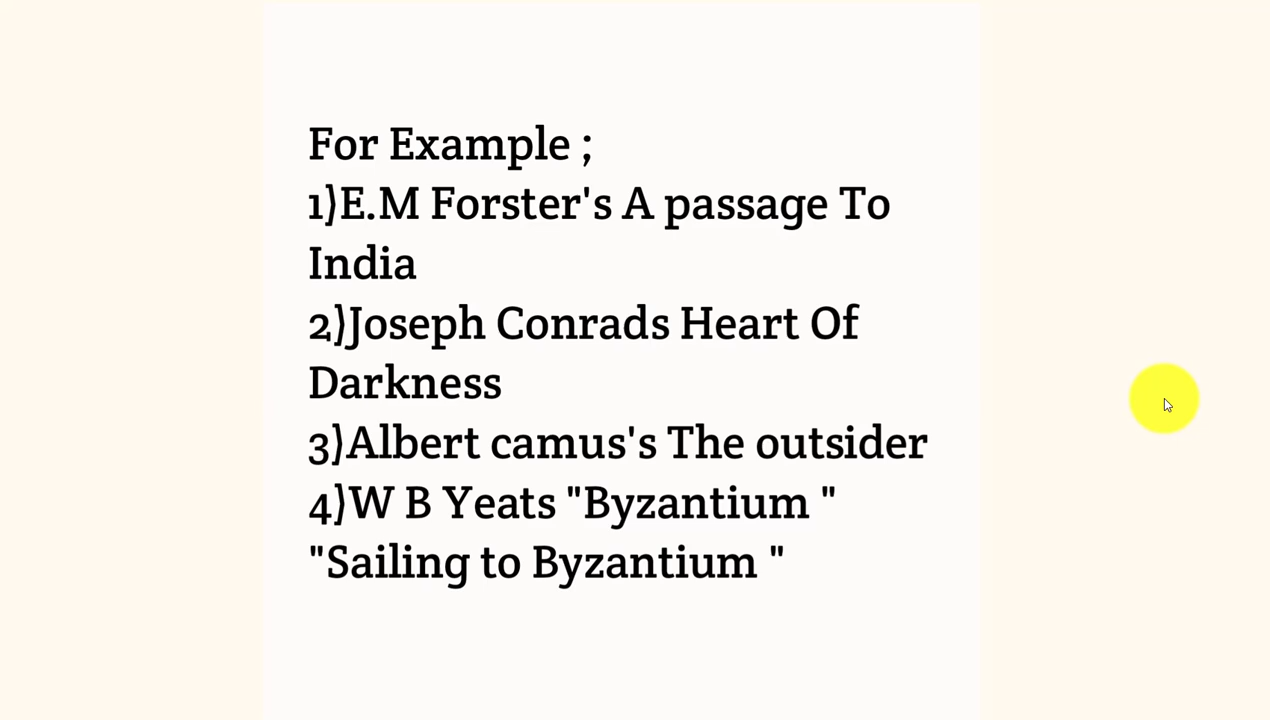 For Example ;
1)E.M Forster's A passage To
India
2)Joseph Conrads Heart Of
Darkness
3)Albert camus's The outsider
4)W B Yeats "Byzantium "
"Sailing to Byzantium "